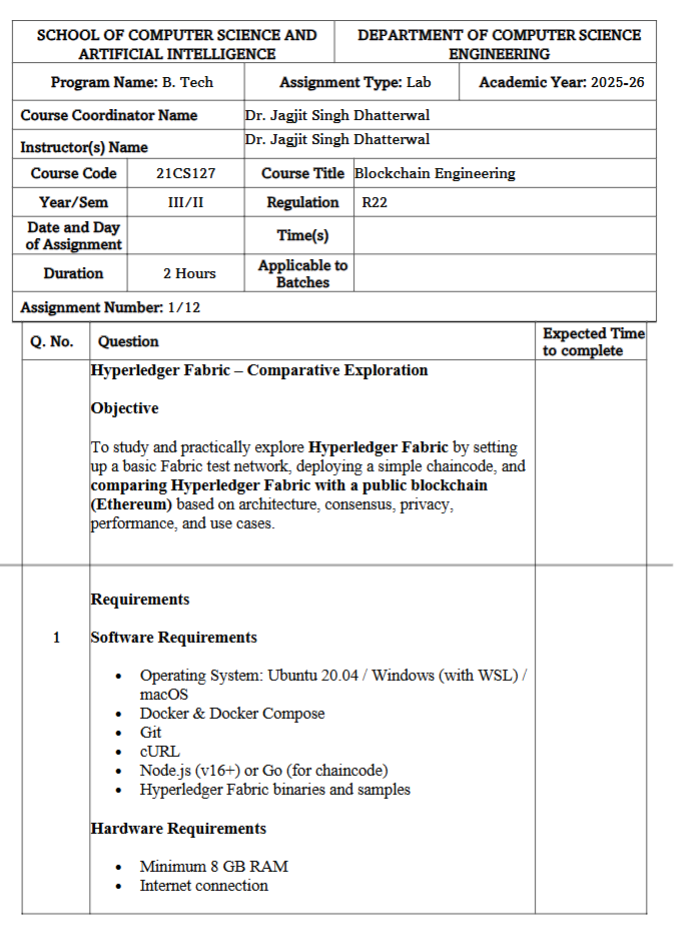 SCHOOL OF COMPUTER SCIENCE AND
ARTIFICIAL INTELLIGENCE
DEPARTMENT OF COMPUTER SCIENCE
ENGINEERING
Program Name: B. Tech
Assignment Type: Lab
Academic Year: 2025-26
Course Coordinator Name
Dr. Jagjit Singh Dhatterwal
Instructor(s) Name
Dr. Jagjit Singh Dhatterwal
Course Code
21CS127
Course Title
Blockchain Engineering
Year/Sem
III/II
Regulation
R22
Date and Day
of Assignment
Time(s)
Duration
2 Hours
Applicable to
Batches
Assignment Number: 1/12
Q. No.
Question
Expected Time
to complete
Hyperledger Fabric – Comparative Exploration
Objective
To study and practically explore Hyperledger Fabric by setting
up a basic Fabric test network, deploying a simple chaincode, and
comparing Hyperledger Fabric with a public blockchain
(Ethereum) based on architecture, consensus, privacy,
performance, and use cases.
Requirements
1
Software Requirements
• Operating System: Ubuntu 20.04 / Windows (with WSL) /
macOS
• Docker & Docker Compose
• Git
• cURL
• Node.js (v16+) or Go (for chaincode)
• Hyperledger Fabric binaries and samples
Hardware Requirements
• Minimum 8 GB RAM
• Internet connection